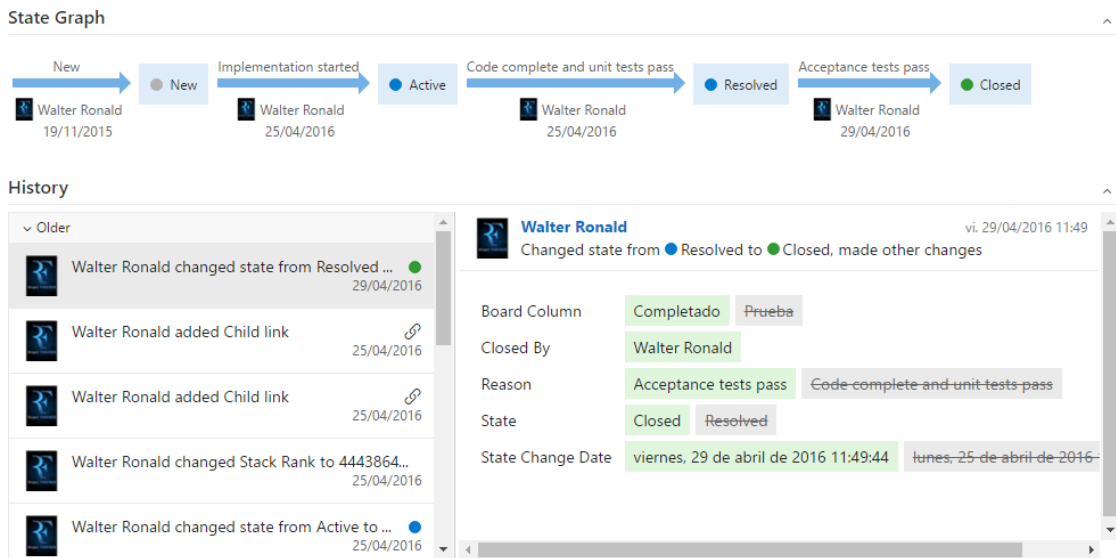 State Graph
New
New
Walter Ronald
19/11/2015
Implementation started
Active
Walter Ronald
25/04/2016
Code complete and unit tests pass
Resolved
Walter Ronald
25/04/2016
Acceptance tests pass
Closed
Walter Ronald
29/04/2016
History
Older
Walter Ronald changed state from Resolved ...
29/04/2016
Walter Ronald added Child link
25/04/2016
Walter Ronald added Child link
25/04/2016
Walter Ronald changed Stack Rank to 4443864...
25/04/2016
Walter Ronald changed state from Active to ...
25/04/2016
Walter Ronald vi. 29/04/2016 11:49
Changed state from Resolved to Closed, made other changes
Board Column Completado Prueba
Closed By Walter Ronald
Reason Acceptance tests pass Code complete and unit tests pass
State Closed Resolved
State Change Date viernes, 29 de abril de 2016 11:49:44 lunes, 25 de abril de 2016